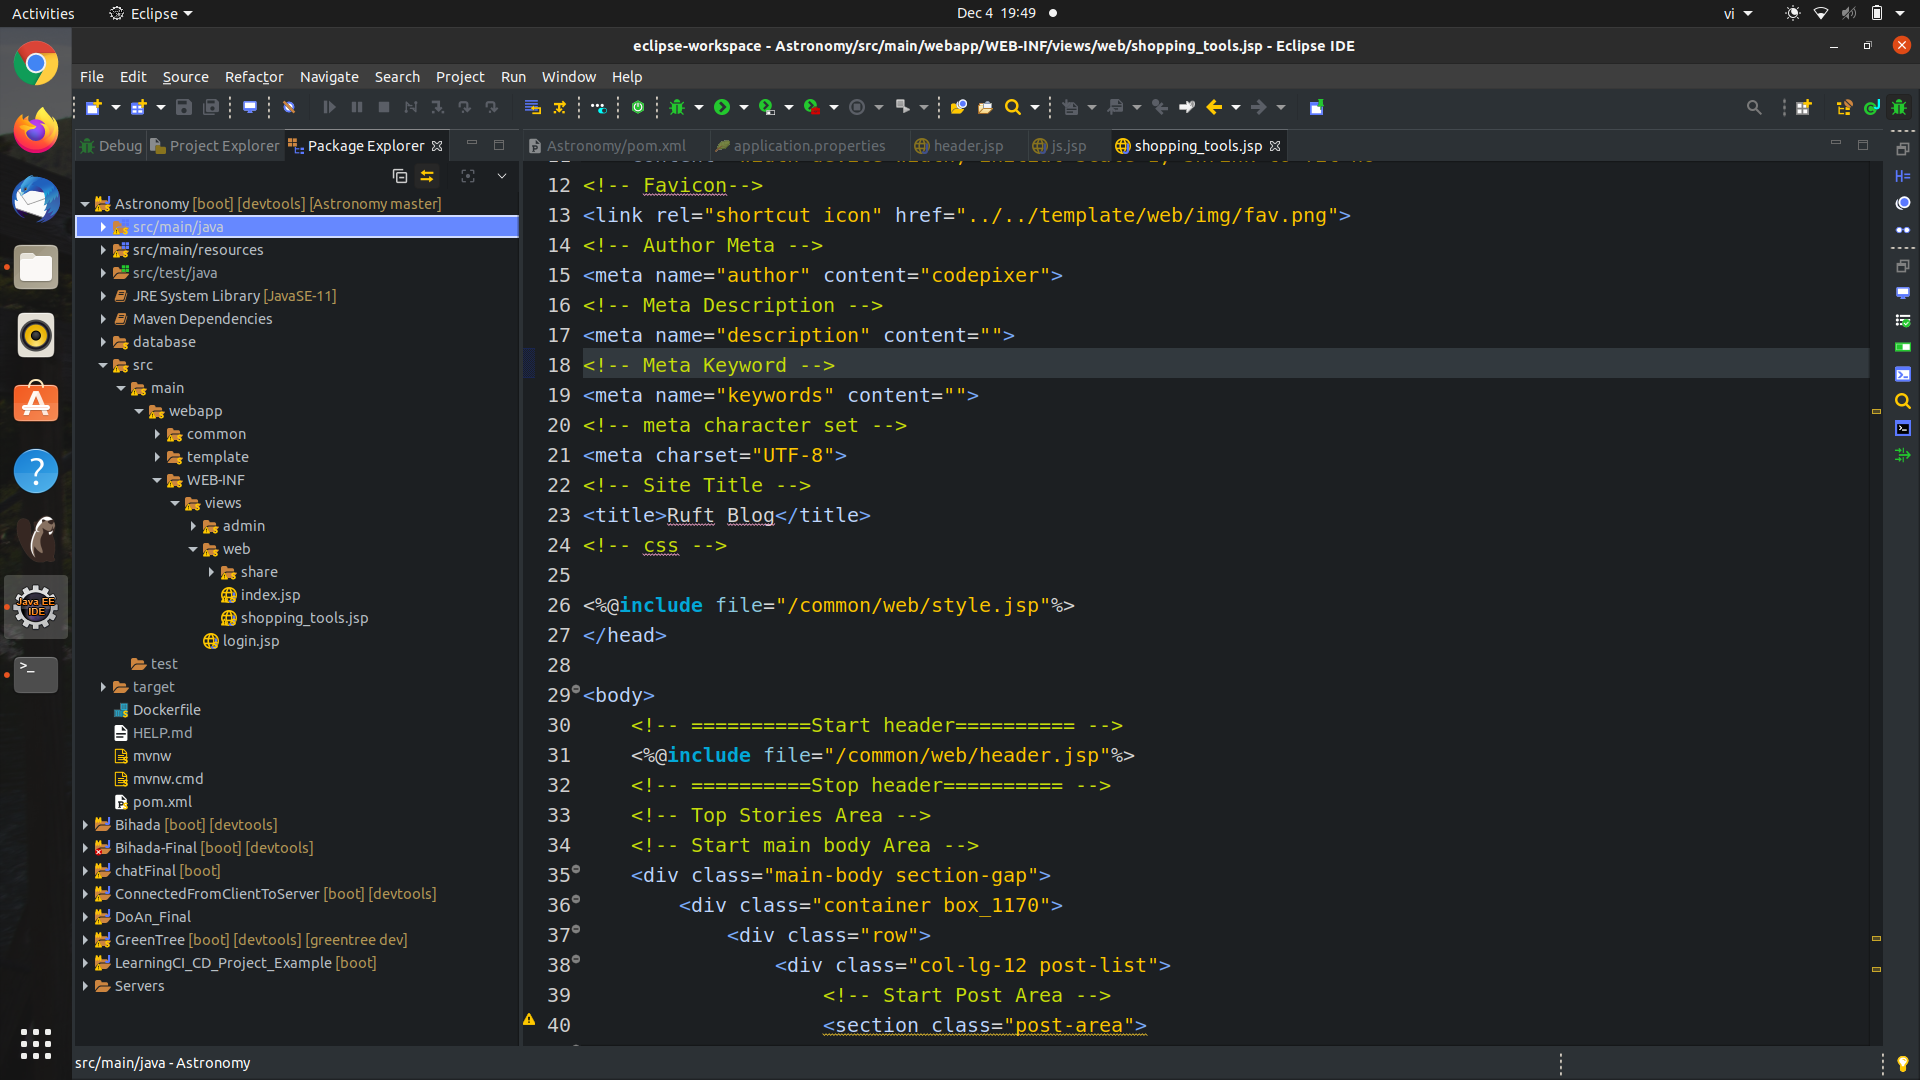 Activities
Eclipse
Dec 4 19:49
vi
eclipse-workspace - Astronomy/src/main/webapp/WEB-INF/views/web/shopping_tools.jsp - Eclipse IDE
File Edit Source Refactor Navigate Search Project Run Window Help
Debug
Project Explorer
Package Explorer
Astronomy/pom.xml
application.properties
header.jsp
js.jsp
shopping_tools.jsp
Astronomy [boot] [devtools] [Astronomy master]
src/main/java
src/main/resources
src/test/java
JRE System Library [JavaSE-11]
Maven Dependencies
database
src
main
webapp
common
template
WEB-INF
views
admin
web
share
index.jsp
shopping_tools.jsp
login.jsp
test
target
Dockerfile
HELP.md
mvnw
mvnw.cmd
pom.xml
Bihada [boot] [devtools]
Bihada-Final [boot] [devtools]
chatFinal [boot]
ConnectedFromClientToServer [boot] [devtools]
DoAn_Final
GreenTree [boot] [devtools] [greentree dev]
LearningCI_CD_Project_Example [boot]
Servers
12 <!-- Favicon-->
13 <link rel="shortcut icon" href="../../template/web/img/fav.png">
14 <!-- Author Meta -->
15 <meta name="author" content="codepixer">
16 <!-- Meta Description -->
17 <meta name="description" content="">
18 <!-- Meta Keyword -->
19 <meta name="keywords" content="">
20 <!-- meta character set -->
21 <meta charset="UTF-8">
22 <!-- Site Title -->
23 <title>Ruft Blog</title>
24 <!-- css -->
25
26 <%@include file="/common/web/style.jsp"%>
27 </head>
28
29 <body>
30 <!-- ==========Start header========== -->
31 <%@include file="/common/web/header.jsp"%>
32 <!-- ==========Stop header========== -->
33 <!-- Top Stories Area -->
34 <!-- Start main body Area -->
35 <div class="main-body section-gap">
36 <div class="container box_1170">
37 <div class="row">
38 <div class="col-lg-12 post-list">
39 <!-- Start Post Area -->
40 <section class="post-area">
Java EE
IDE
src/main/java - Astronomy